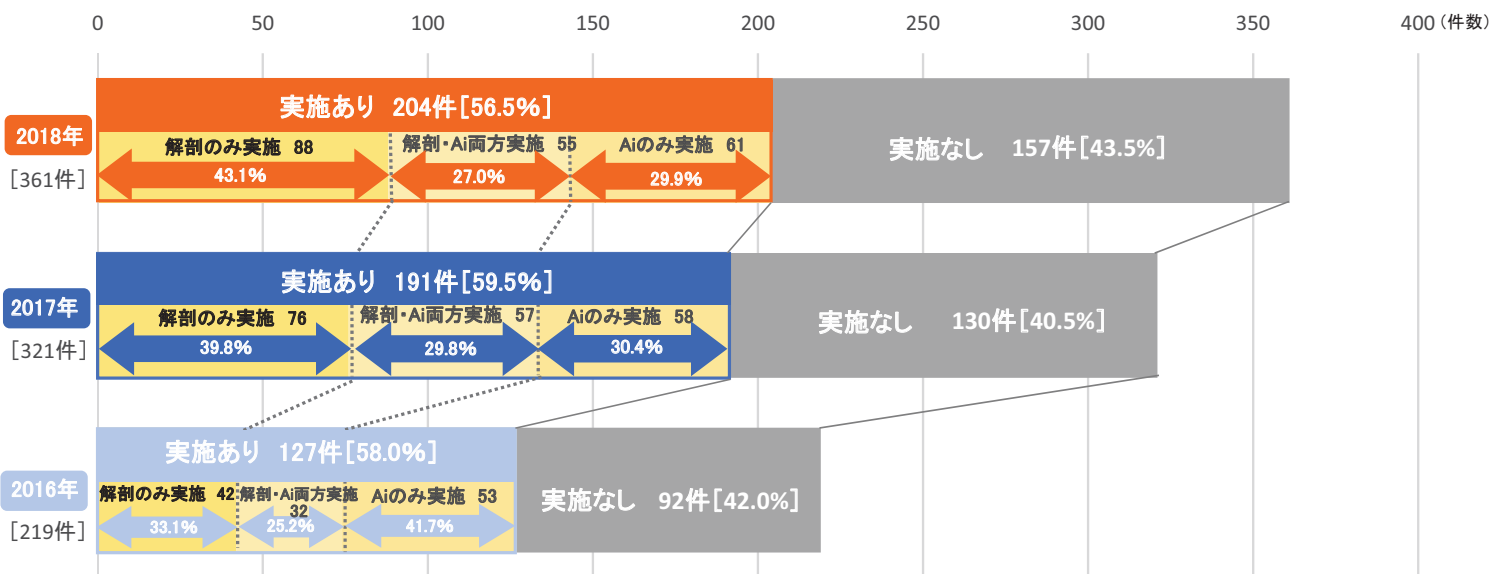 0 50 100 150 200 250 300 350 400（件数）
実施あり 204件［56.5%］
2018年
［361件］
解剖のみ実施 88
解剖・Ai両方実施 55
Aiのみ実施 61
43.1%
27.0%
29.9%
実施なし 157件［43.5%］
実施あり 191件［59.5%］
2017年
［321件］
解剖のみ実施 76
解剖・Ai両方実施 57
Aiのみ実施 58
39.8%
29.8%
30.4%
実施なし 130件［40.5%］
実施あり 127件［58.0%］
2016年
［219件］
解剖のみ実施 42
解剖・Ai両方実施
32
Aiのみ実施 53
33.1%
25.2%
41.7%
実施なし 92件［42.0%］